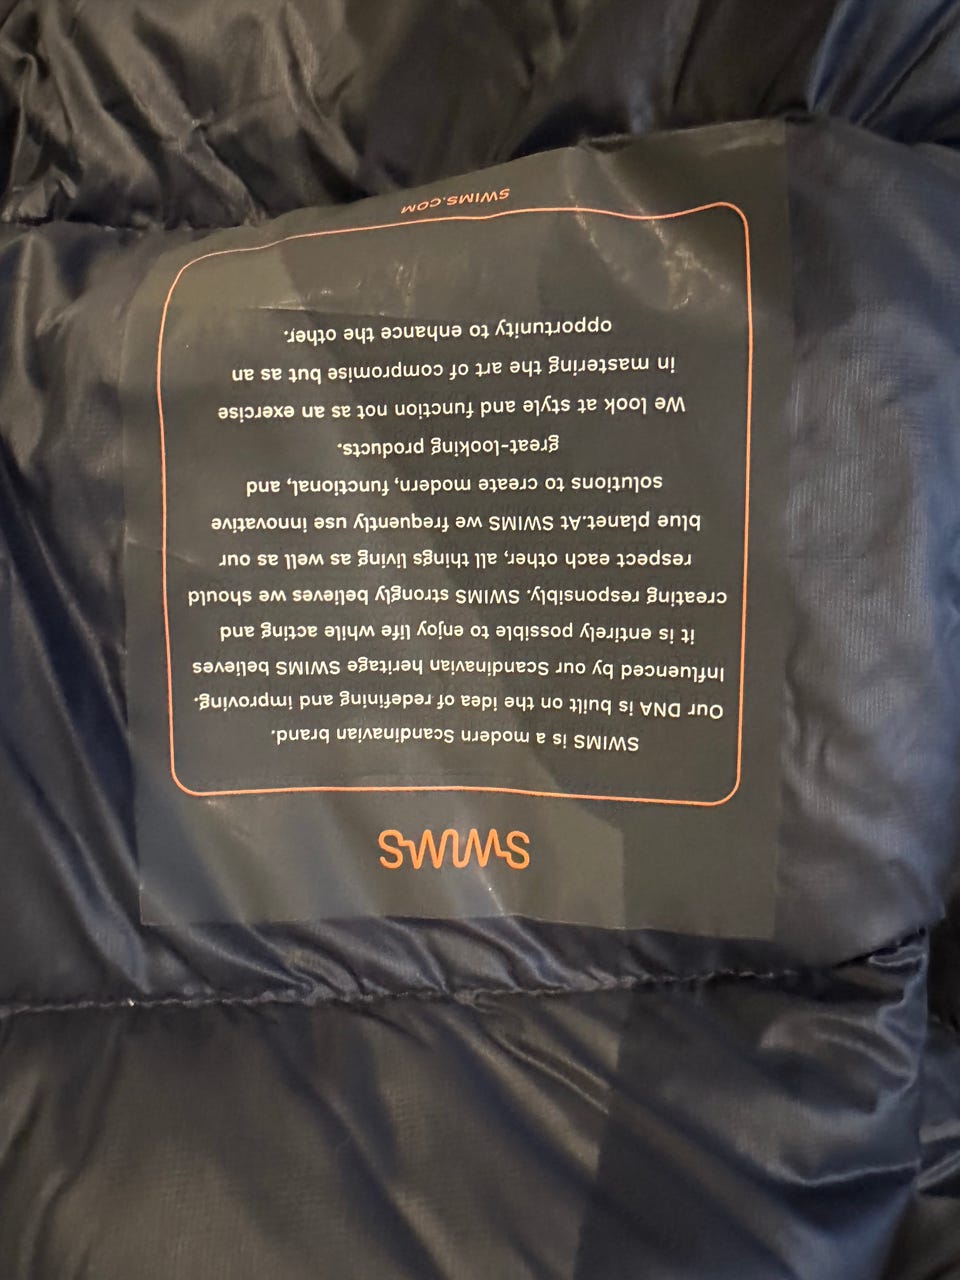 SWIMS
SWIMS is a modern Scandinavian brand.
Our DNA is built on the idea of redefining and improving.
Influenced by our Scandinavian heritage SWIMS believes
it is entirely possible to enjoy life while acting and
creating responsibly. SWIMS strongly believes we should
respect each other, all things living as well as our
blue planet.At SWIMS we frequently use innovative
solutions to create modern, functional, and
great-looking products.
We look at style and function not as an exercise
in mastering the art of compromise but as an
opportunity to enhance the other.
SWIMS.COM